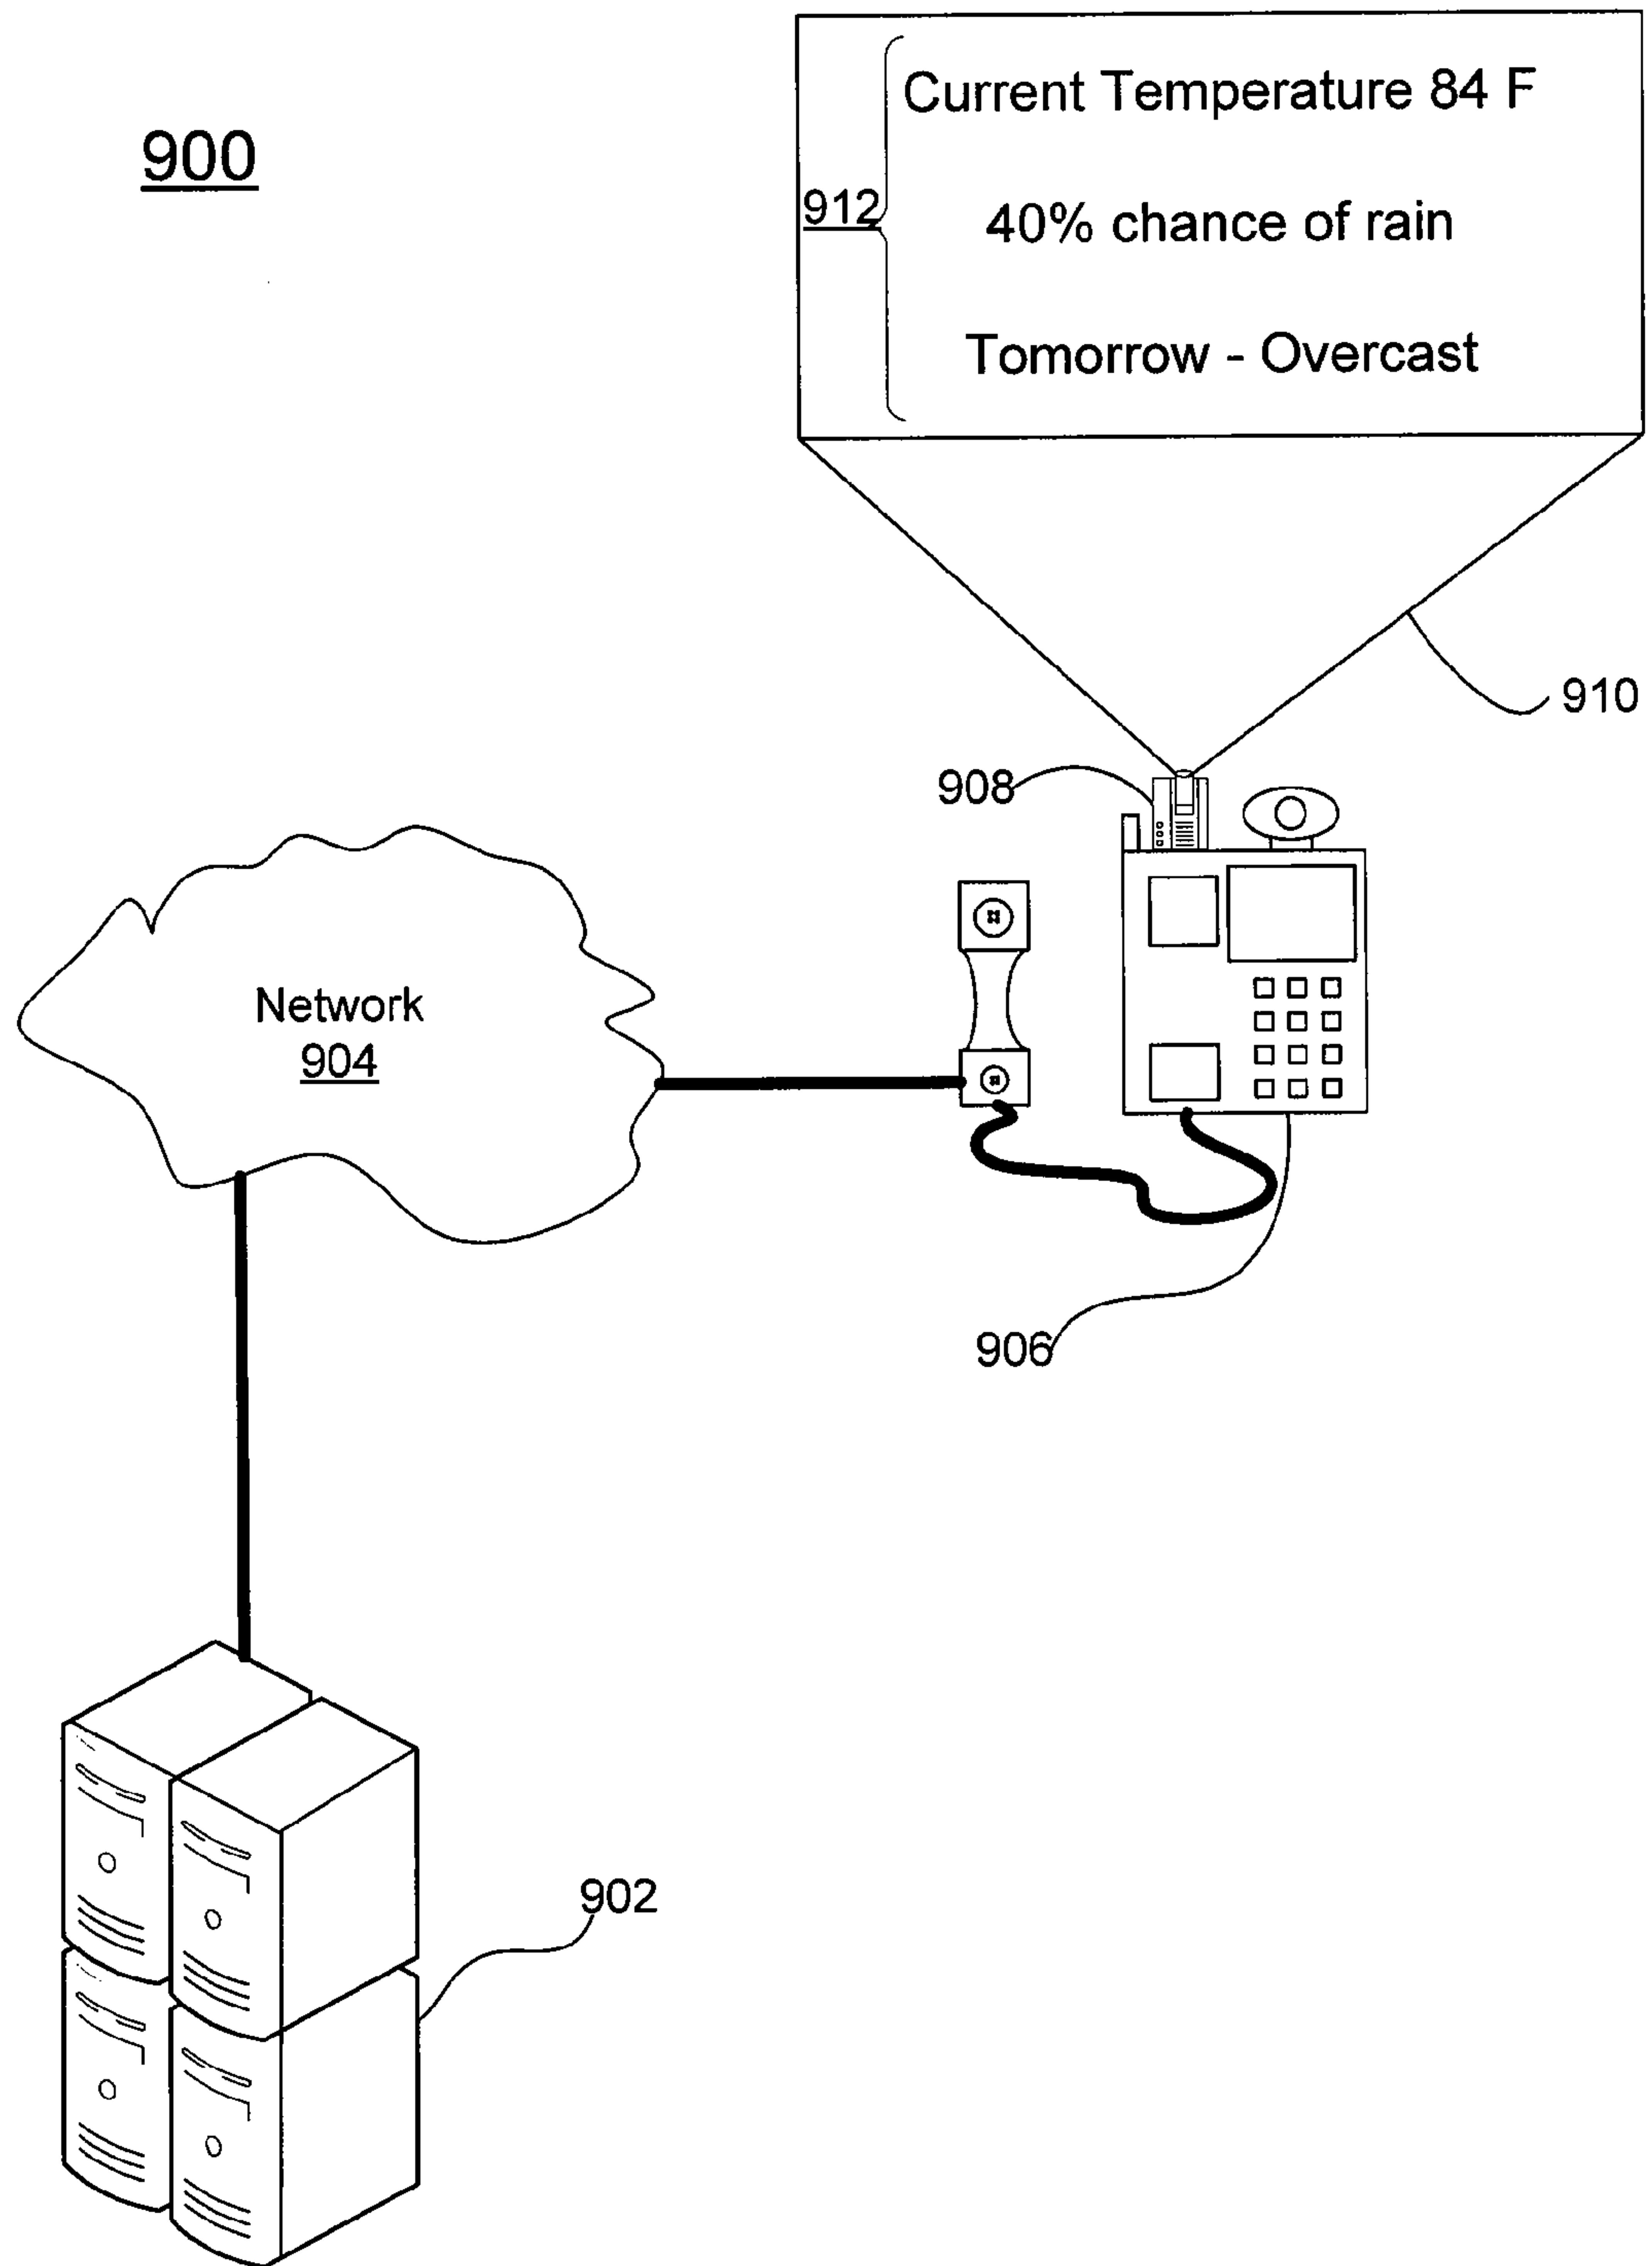 900
Current Temperature 84 F
912
40% chance of rain
Tomorrow - Overcast
910
908
Network
904
906
902